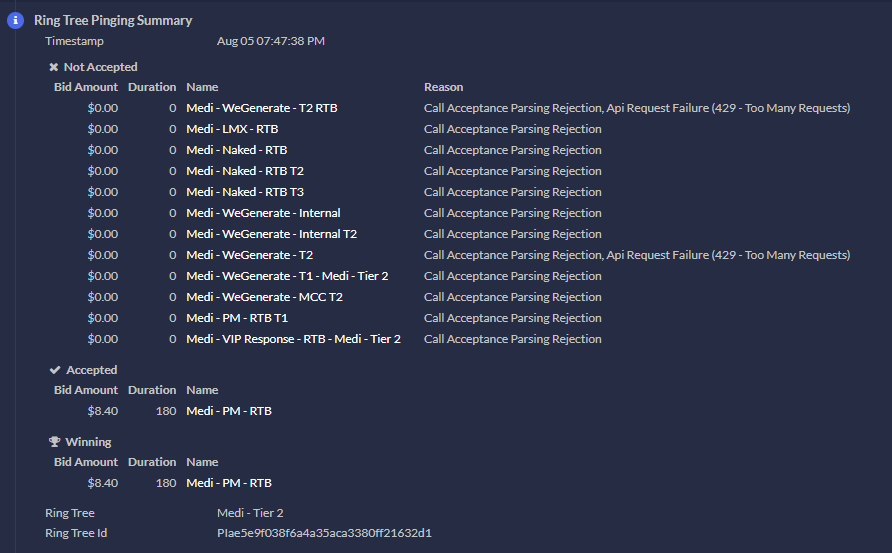 Ring Tree Pinging Summary
Timestamp Aug 05 07:47:38 PM
Not Accepted
Bid Amount Duration Name Reason
$0.00 0 Medi - WeGenerate - T2 RTB Call Acceptance Parsing Rejection, Api Request Failure (429 - Too Many Requests)
$0.00 0 Medi - LMX - RTB Call Acceptance Parsing Rejection
$0.00 0 Medi - Naked - RTB Call Acceptance Parsing Rejection
$0.00 0 Medi - Naked - RTB T2 Call Acceptance Parsing Rejection
$0.00 0 Medi - Naked - RTB T3 Call Acceptance Parsing Rejection
$0.00 0 Medi - WeGenerate - Internal Call Acceptance Parsing Rejection
$0.00 0 Medi - WeGenerate - Internal T2 Call Acceptance Parsing Rejection
$0.00 0 Medi - WeGenerate - T2 Call Acceptance Parsing Rejection, Api Request Failure (429 - Too Many Requests)
$0.00 0 Medi - WeGenerate - T1 - Medi - Tier 2 Call Acceptance Parsing Rejection
$0.00 0 Medi - WeGenerate - MCC T2 Call Acceptance Parsing Rejection
$0.00 0 Medi - PM - RTB T1 Call Acceptance Parsing Rejection
$0.00 0 Medi - VIP Response - RTB - Medi - Tier 2 Call Acceptance Parsing Rejection
Accepted
Bid Amount Duration Name
$8.40 180 Medi - PM - RTB
Winning
Bid Amount Duration Name
$8.40 180 Medi - PM - RTB
Ring Tree Medi - Tier 2
Ring Tree Id PIae5e9f038f6a4a35aca3380ff21632d1